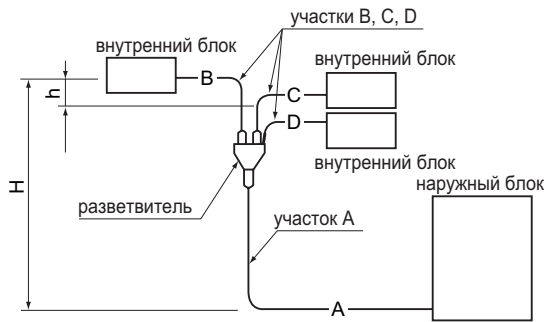 участки B, C, D
внутренний блок
внутренний блок
B
h
C
D
внутренний блок
наружный блок
H
разветвитель
участок A
A